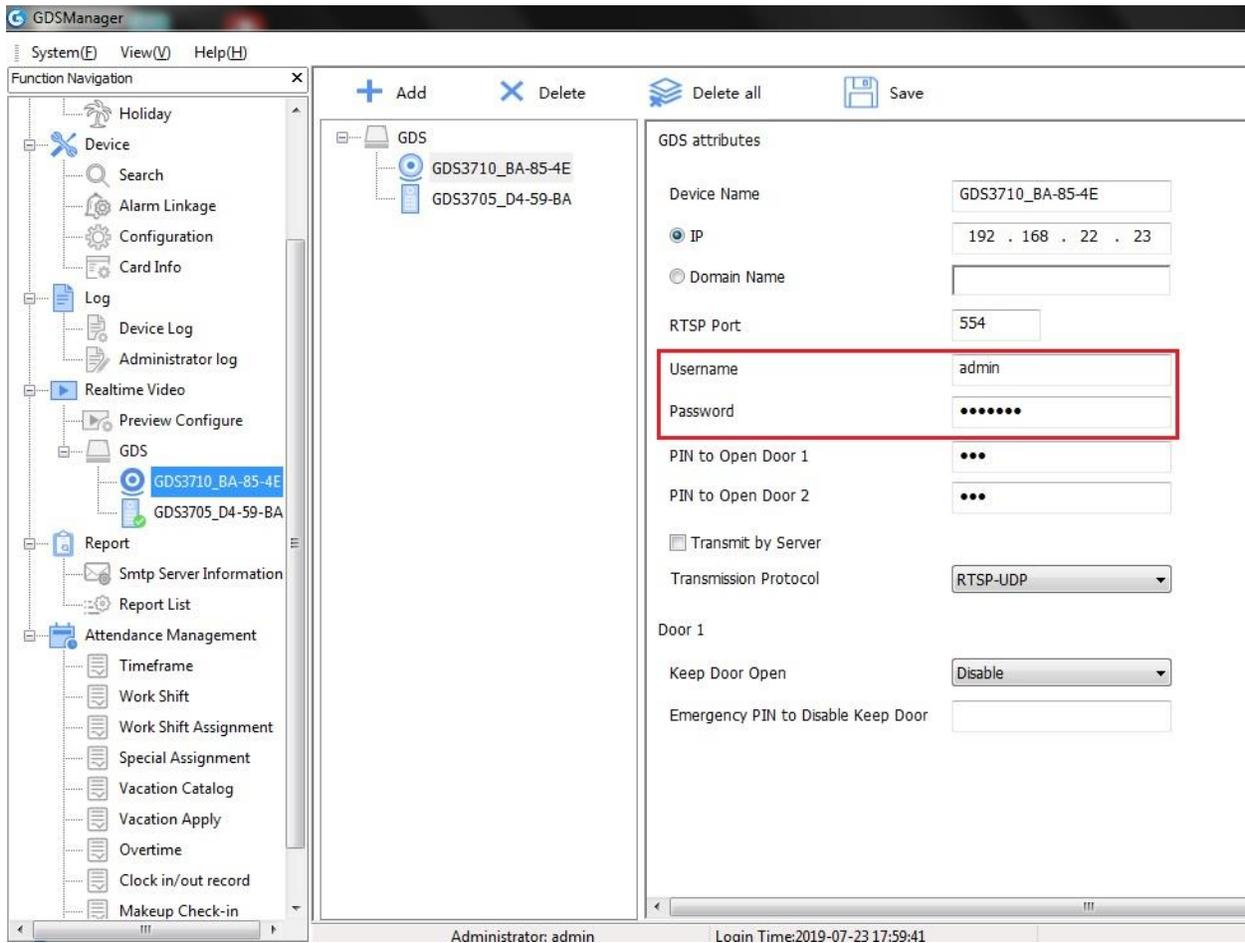 GDSManager
System(F) View(V) Help(H)
Function Navigation
Holiday
Device
Search
Alarm Linkage
Configuration
Card Info
Log
Device Log
Administrator log
Realtime Video
Preview Configure
GDS
GDS3710_BA-85-4E
GDS3705_D4-59-BA
Report
Smtp Server Information
Report List
Attendance Management
Timeframe
Work Shift
Work Shift Assignment
Special Assignment
Vacation Catalog
Vacation Apply
Overtime
Clock in/out record
Makeup Check-in
Add Delete Delete all Save
GDS
GDS3710_BA-85-4E
GDS3705_D4-59-BA
GDS attributes
Device Name GDS3710_BA-85-4E
IP 192 . 168 . 22 . 23
Domain Name
RTSP Port 554
Username admin
Password •••••••
PIN to Open Door 1 •••
PIN to Open Door 2 •••
Transmit by Server
Transmission Protocol RTSP-UDP
Door 1
Keep Door Open Disable
Emergency PIN to Disable Keep Door
Administrator: admin Login Time:2019-07-23 17:59:41